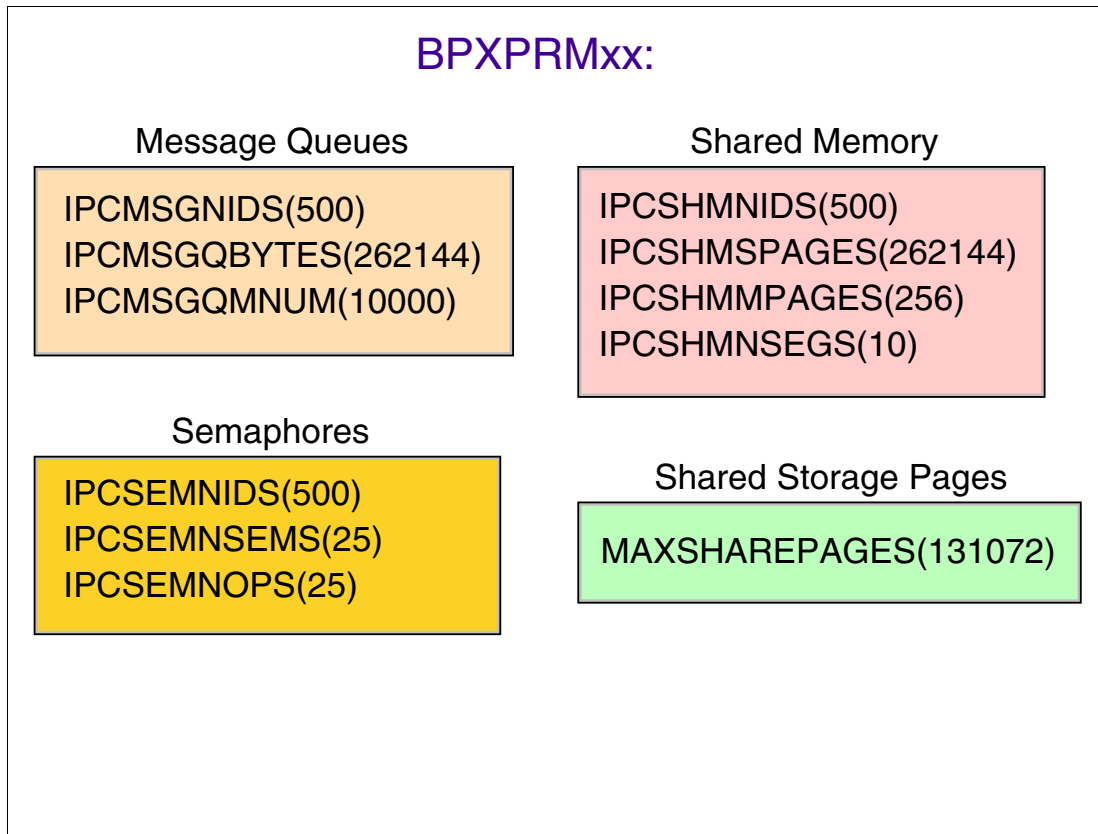 BPXPRMxx:
Message Queues
IPCMSGNIDS(500)
IPCMSGQBYTES(262144)
IPCMSGQMNUM(10000)
Shared Memory
IPCSHMNIDS(500)
IPCSHMSPAGES(262144)
IPCSHMMPAGES(256)
IPCSHMNSEGS(10)
Semaphores
IPCSEMNIDS(500)
IPCSEMNSEMS(25)
IPCSEMNOPS(25)
Shared Storage Pages
MAXSHAREPAGES(131072)